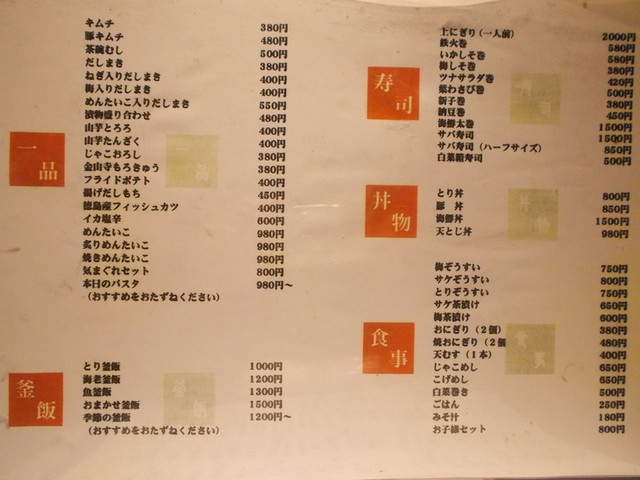 一品
キムチ 380円
豚キムチ 480円
茶碗むし 500円
だしまき 380円
ねぎ入りだしまき 400円
梅入りだしまき 400円
めんたいこ入りだしまき 550円
漬物盛り合わせ 480円
山芋とろろ 400円
山芋たんざく 400円
じゃこおろし 380円
金山寺もろきゅう 380円
フライドポテト 400円
揚げだしもち 450円
徳島産フィッシュカツ 400円
イカ塩辛 600円
めんたいこ 980円
炙りめんたいこ 980円
焼きめんたいこ 980円
気まぐれセット 800円
本日のパスタ 980円～
(おすすめをおたずねください)
釜飯
とり釜飯 1000円
海老釜飯 1200円
魚釜飯 1300円
おまかせ釜飯 1500円
季節の釜飯 1200円～
(おすすめをおたずねください)
寿司
上にぎり(一人前) 2000円
鉄火巻 580円
いかしそ巻 580円
梅しそ巻 380円
ツナサラダ巻 420円
葉わさび巻 500円
新子巻 380円
納豆巻 450円
海鮮太巻 1500円
サバ寿司 1500円
サバ寿司(ハーフサイズ) 850円
白菜稲寿司 500円
丼物
とり丼 800円
豚 丼 850円
海鮮丼 1500円
天とじ丼 980円
食事
梅ぞうすい 750円
サケぞうすい 800円
とりぞうすい 750円
サケ茶漬け 650円
梅茶漬け 600円
おにぎり(2個) 380円
焼おにぎり(2個 480円
天むす(1本) 400円
じゃこめし 650円
こげめし 650円
白菜巻き 500円
ごはん 250円
みそ汁 180円
お子様セット 800円